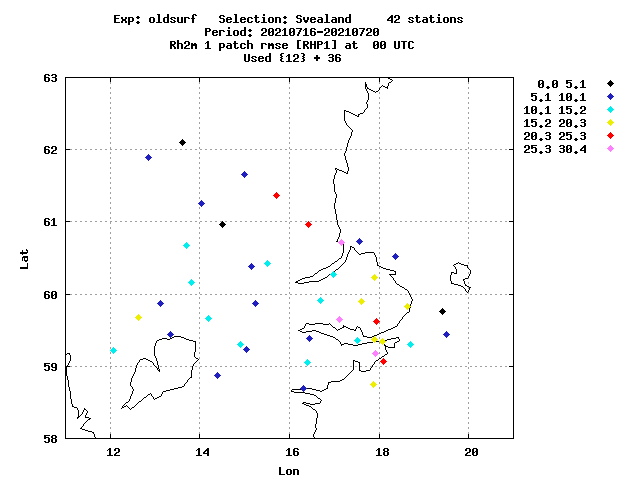 Exp: oldsurf Selection: Svealand 42 stations
Period: 20210716-20210720
Rh2m 1 patch rmse [RHP1] at 00 UTC
Used {12} + 36
63
62
61
60
59
58
Lat
12 14 16 18 20
Lon
0.0 5.1
5.1 10.1
10.1 15.2
15.2 20.3
20.3 25.3
25.3 30.4